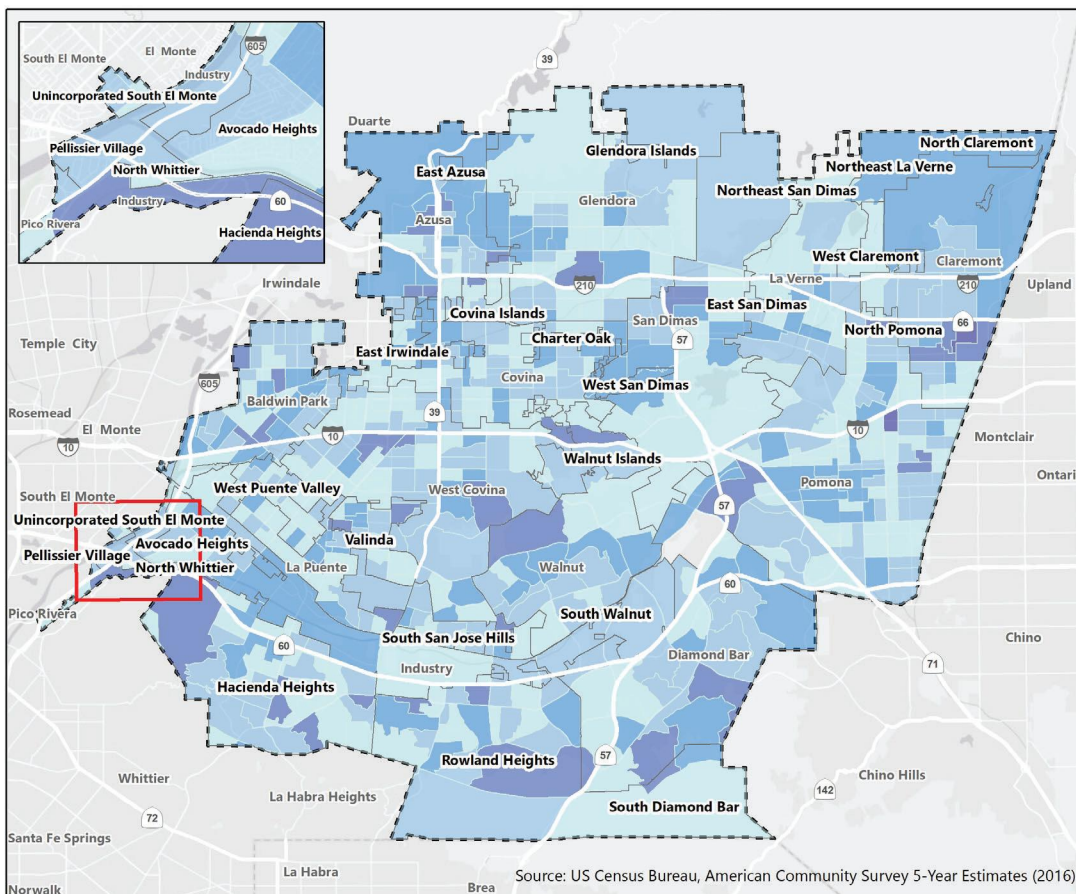 605
South El Monte
El Monte
Industry
Unincorporated South El Monte
Avocado Heights
Pellissier Village
North Whittier
Industry
60
Pico Rivera
Hacienda Heights
39
Duarte
Glendora Islands
North Claremont
East Azusa
Northeast La Verne
Northeast San Dimas
Glendora
Azusa
West Claremont
Claremont
La Verne
Irwindale
210
210
Upland
Covina Islands
East San Dimas
San Dimas
North Pomona
66
Temple City
Charter Oak
57
East Irwindale
Covina
605
West San Dimas
Baldwin Park
39
Rosemead
El Monte
10
10
10
Montclair
Walnut Islands
Ontari
South El Monte
West Puente Valley
West Covina
Pomona
57
Unincorporated South El Monte
Avocado Heights
Valinda
Pellissier Village
North Whittier
La Puente
Walnut
60
Pico Rivera
South Walnut
South San Jose Hills
Chino
60
Industry
Diamond Bar
71
Hacienda Heights
Rowland Heights
57
Whittier
Chino Hills
La Habra Heights
142
South Diamond Bar
72
Santa Fe Springs
La Habra
Source: US Census Bureau, American Community Survey 5-Year Estimates (2016)
Norwalk
Brea